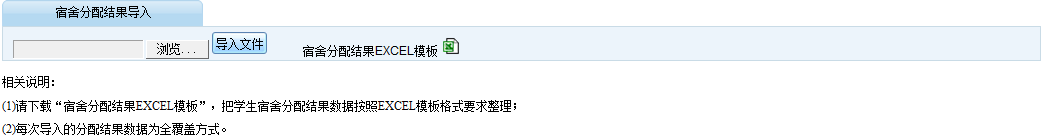 宿舍分配结果导入
浏览... 导入文件 宿舍分配结果EXCEL模板
相关说明：
(1)请下载“宿舍分配结果EXCEL模板”，把学生宿舍分配结果数据按照EXCEL模板格式要求整理；
(2)每次导入的分配结果数据为全覆盖方式。